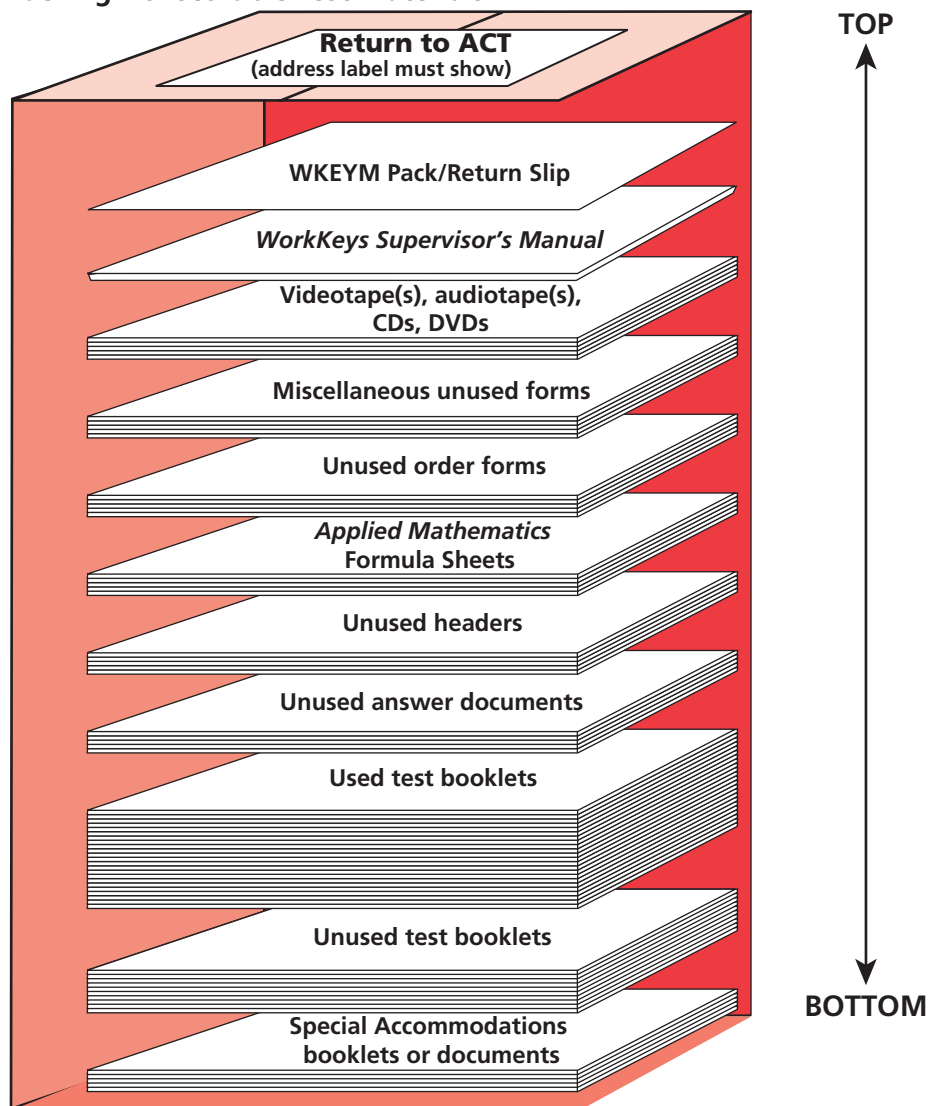 Return to ACT
(address label must show)
TOP
WKEYM Pack/Return Slip
WorkKeys Supervisor's Manual
Videotape(s), audiotape(s),
CDs, DVDs
Miscellaneous unused forms
Unused order forms
Applied Mathematics
Formula Sheets
Unused headers
Unused answer documents
Used test booklets
Unused test booklets
BOTTOM
Special Accommodations
booklets or documents